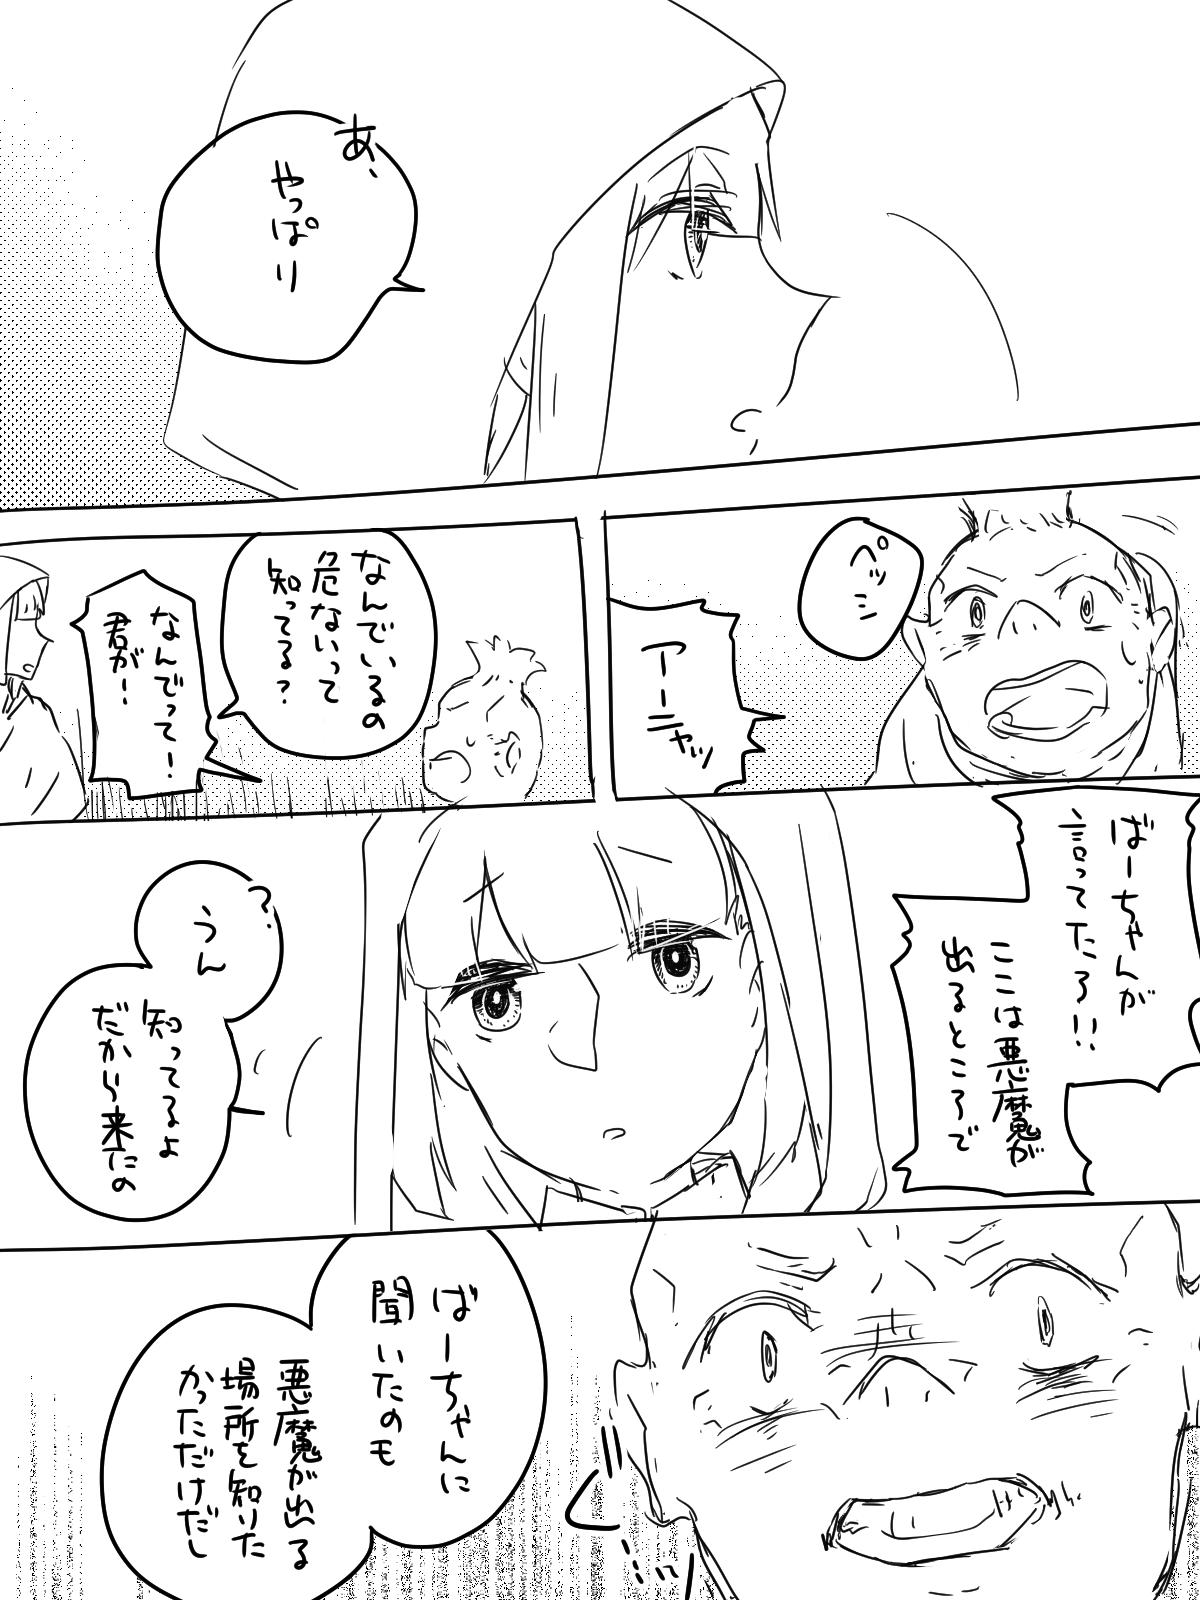 あ、
やっぱり
ペッシ
アーニャッ
なんでいるの
危ないって
知ってる?
なんでって!
君が!
ばーちゃんが
言ってたろ!!
ここは悪魔が
出るところで
?
うん
知ってるよ
だから来たの
ばーちゃんに
聞いたのモ
悪魔が出る
場所を知りた
かっただけだし